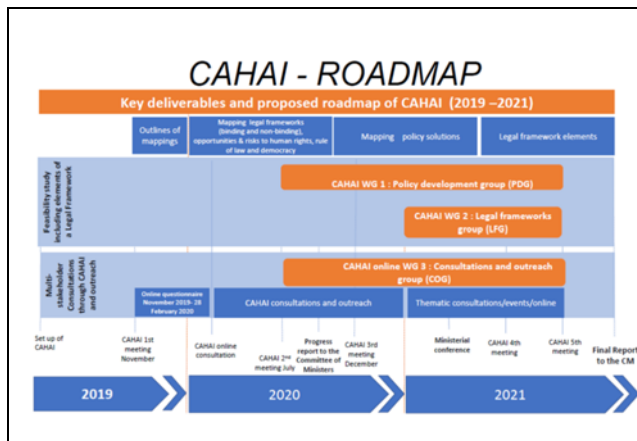 CAHAI - ROADMAP
Key deliverables and proposed roadmap of CAHAI (2019 –2021)
Outlines of
mappings
Mapping legal frameworks
(binding and non-binding),
opportunities & risks to human rights, rule
of law and democracy
Mapping policy solutions
Legal framework elements
Feasibility study
including elements of
a Legal Framework
CAHAI WG 1 : Policy development group (PDG)
CAHAI WG 2 : Legal frameworks
group (LFG)
Multi-
stakeholder
Consultations
through CAHAI
and outreach
CAHAI online WG 3 : Consultations and outreach
group (COG)
Online questionnaire
November 2019- 28
February 2020
CAHAI consultations and outreach
Thematic consultations/events/online
Set up of
CAHAI
CAHAI 1st
meeting
November
CAHAI online
consultation
CAHAI 2nd
meeting July
Progress
report to the
Committee of
Ministers
CAHAI 3rd
meeting
December
Ministerial
conference
CAHAI 4th
meeting
CAHAI 5th
meeting
Final Report
to the CM
2019
2020
2021